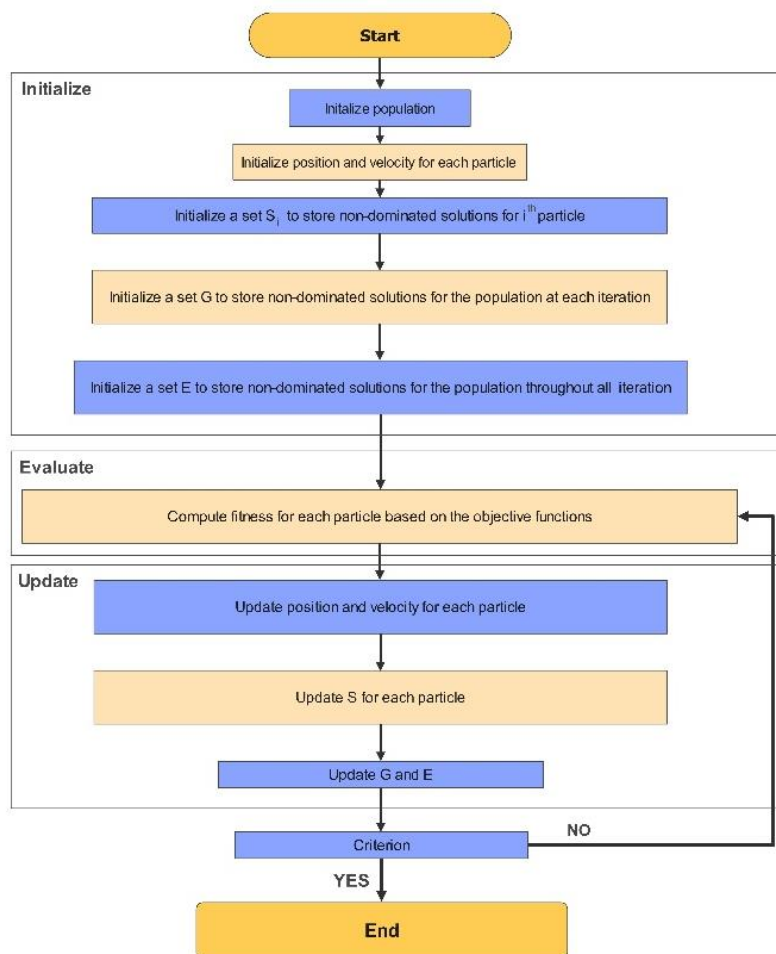 Start
Initialize
Initalize population
Initialize position and velocity for each particle
Initialize a set Sᵢ to store non-dominated solutions for iᵗʰ particle
Initialize a set G to store non-dominated solutions for the population at each iteration
Initialize a set E to store non-dominated solutions for the population throughout all iteration
Evaluate
Compute fitness for each particle based on the objective functions
Update
Update position and velocity for each particle
Update S for each particle
Update G and E
Criterion
NO
YES
End